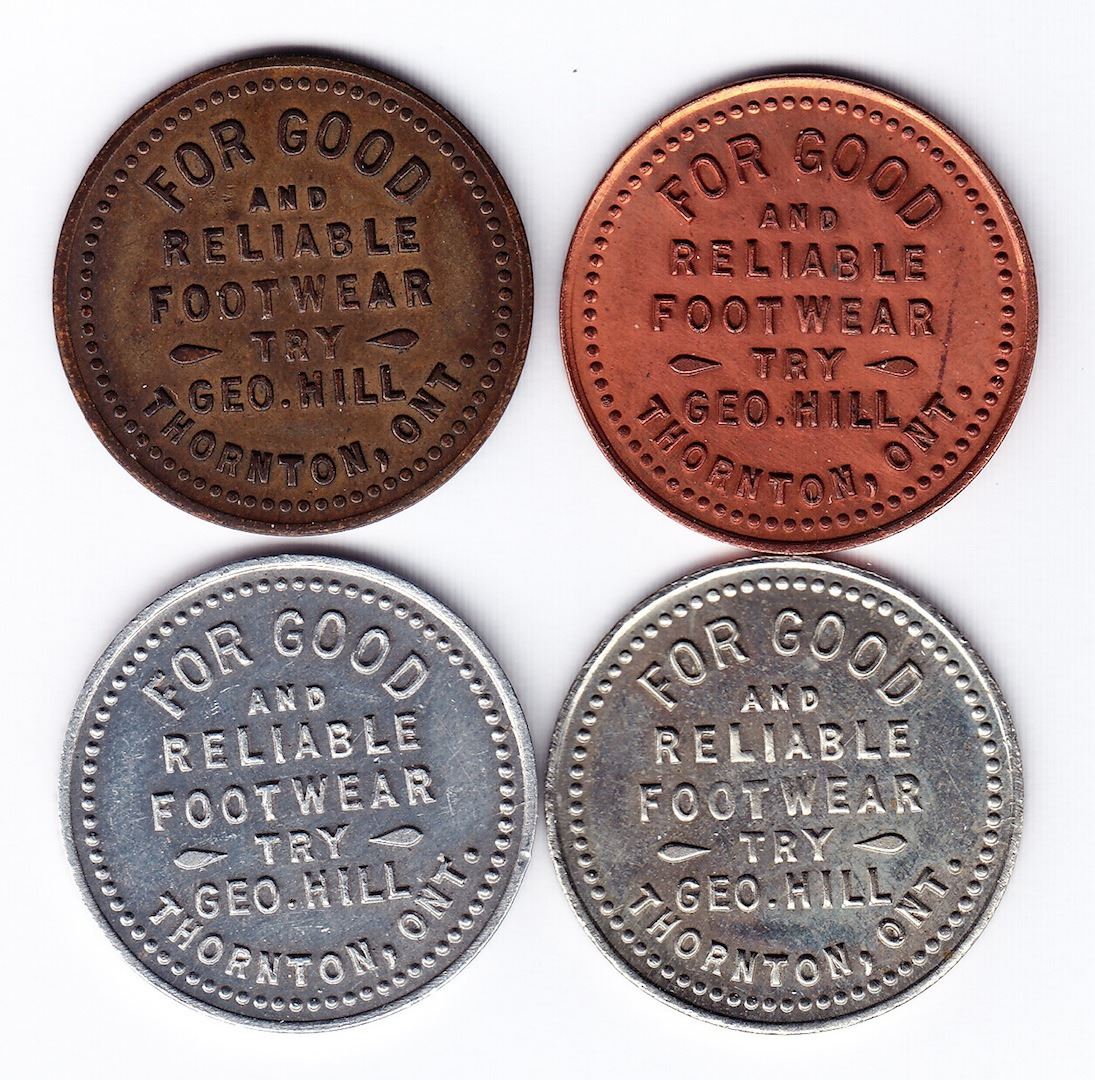 FOR GOOD
AND
RELIABLE
FOOTWEAR
TRY
GEO. HILL
THORNTON, ONT.
FOR GOOD
AND
RELIABLE
FOOTWEAR
TRY
GEO. HILL
THORNTON, ONT.
FOR GOOD
AND
RELIABLE
FOOTWEAR
TRY
GEO. HILL
THORNTON, ONT.
FOR GOOD
AND
RELIABLE
FOOTWEAR
TRY
GEO. HILL
THORNTON, ONT.